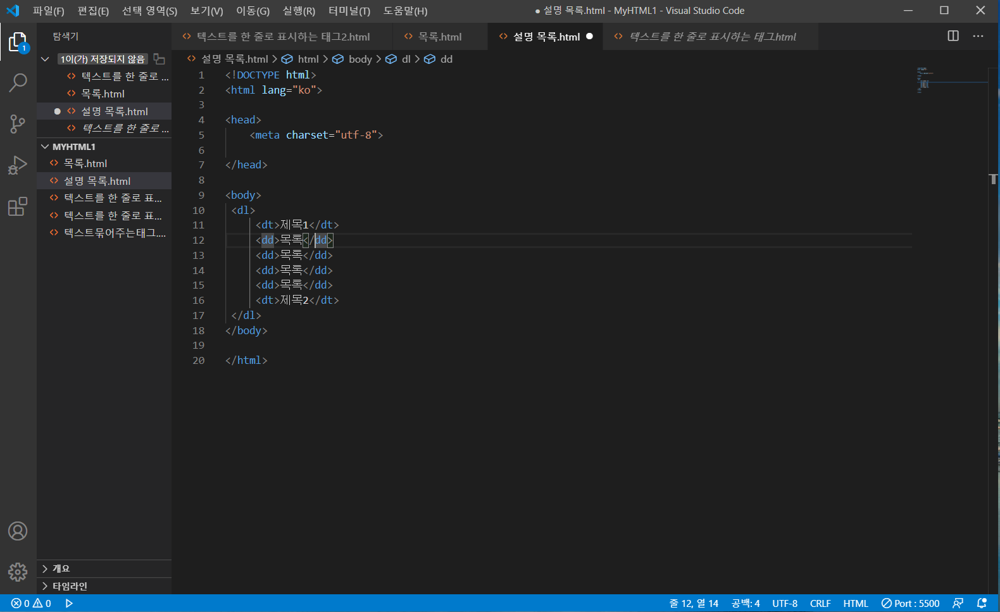 파일(F) 편집(E) 선택 영역(S) 보기(V) 이동(G) 실행(R) 터미널(T) 도움말(H) ● 설명 목록.html - MyHTML1 - Visual Studio Code
탐색기
1
1이(가) 저장되지 않음
텍스트를 한 줄로 ...
목록.html
설명 목록.html
텍스트를 한 줄로 ...
MYHTML1
목록.html
설명 목록.html
텍스트를 한 줄로 표...
텍스트를 한 줄로 표...
텍스트묶어주는태그....
개요
타임라인
텍스트를 한 줄로 표시하는 태그2.html 목록.html 설명 목록.html ● 텍스트를 한 줄로 표시하는 태그.html
설명 목록.html > html > body > dl > dd
1 <!DOCTYPE html>
2 <html lang="ko">
3
4 <head>
5 <meta charset="utf-8">
6
7 </head>
8
9 <body>
10 <dl>
11 <dt>제목1</dt>
12 <dd>목록</dd>
13 <dd>목록</dd>
14 <dd>목록</dd>
15 <dd>목록</dd>
16 <dt>제목2</dt>
17 </dl>
18 </body>
19
20 </html>
0 0 줄 12, 열 14 공백: 4 UTF-8 CRLF HTML Port : 5500